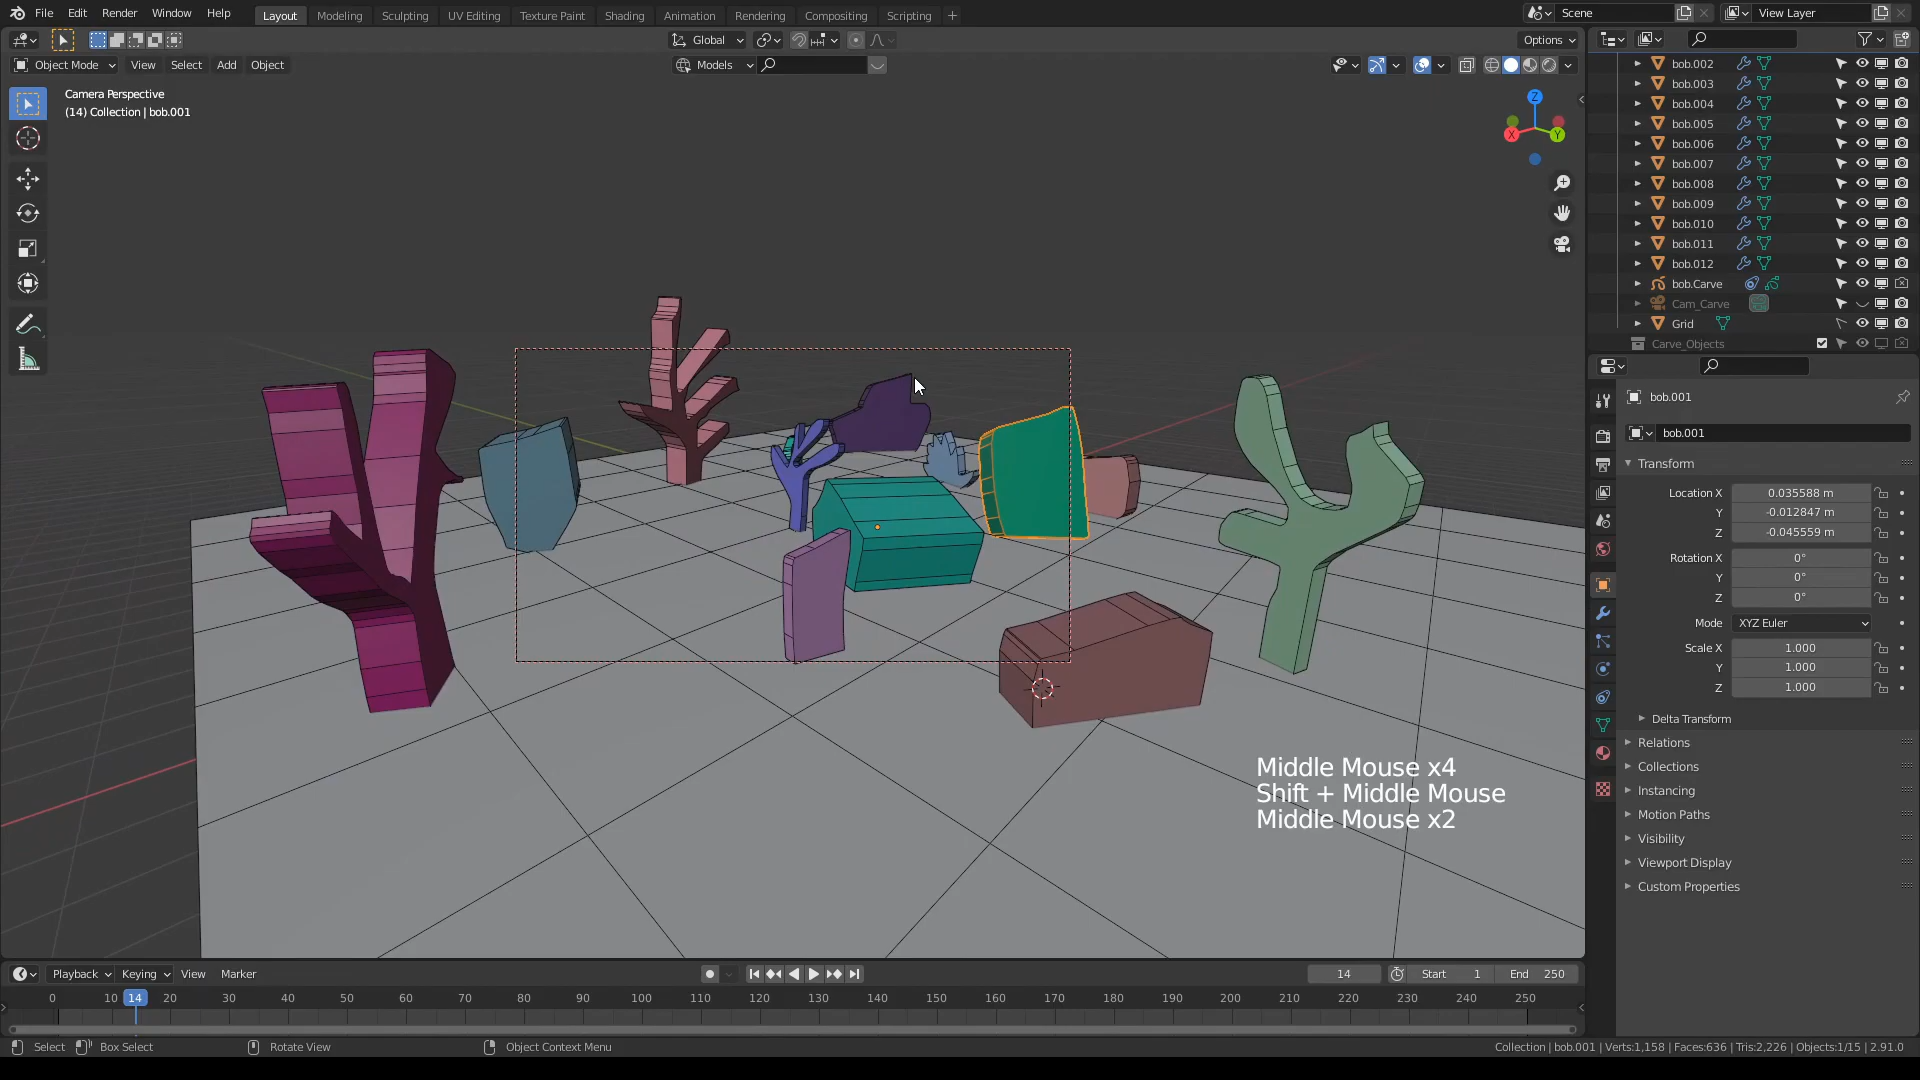 File Edit Render Window Help
Layout Modeling Sculpting UV Editing Texture Paint Shading Animation Rendering Compositing Scripting +
Scene
View Layer
Global
Options
Object Mode View Select Add Object
Models
Camera Perspective
(14) Collection | bob.001
Z
X
Y
Middle Mouse x4
Shift + Middle Mouse
Middle Mouse x2
bob.002
bob.003
bob.004
bob.005
bob.006
bob.007
bob.008
bob.009
bob.010
bob.011
bob.012
bob.Carve
Cam_Carve
Grid
Carve_Objects
bob.001
bob.001
Transform
Location X 0.035588 m
Y -0.012847 m
Z -0.045559 m
Rotation X 0°
Y 0°
Z 0°
Mode XYZ Euler
Scale X 1.000
Y 1.000
Z 1.000
Delta Transform
Relations
Collections
Instancing
Motion Paths
Visibility
Viewport Display
Custom Properties
Playback Keying View Marker
14 Start 1 End 250
0 10 14 20 30 40 50 60 70 80 90 100 110 120 130 140 150 160 170 180 190 200 210 220 230 240 250
Select Box Select Rotate View Object Context Menu
Collection | bob.001 | Verts:1,158 | Faces:636 | Tris:2,226 | Objects:1/15 | 2.91.0